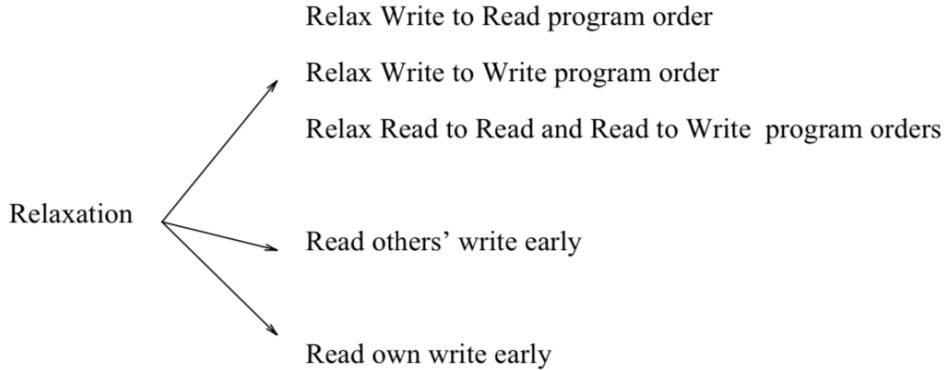 Relax Write to Read program order
Relax Write to Write program order
Relax Read to Read and Read to Write program orders
Relaxation
Read others’ write early
Read own write early